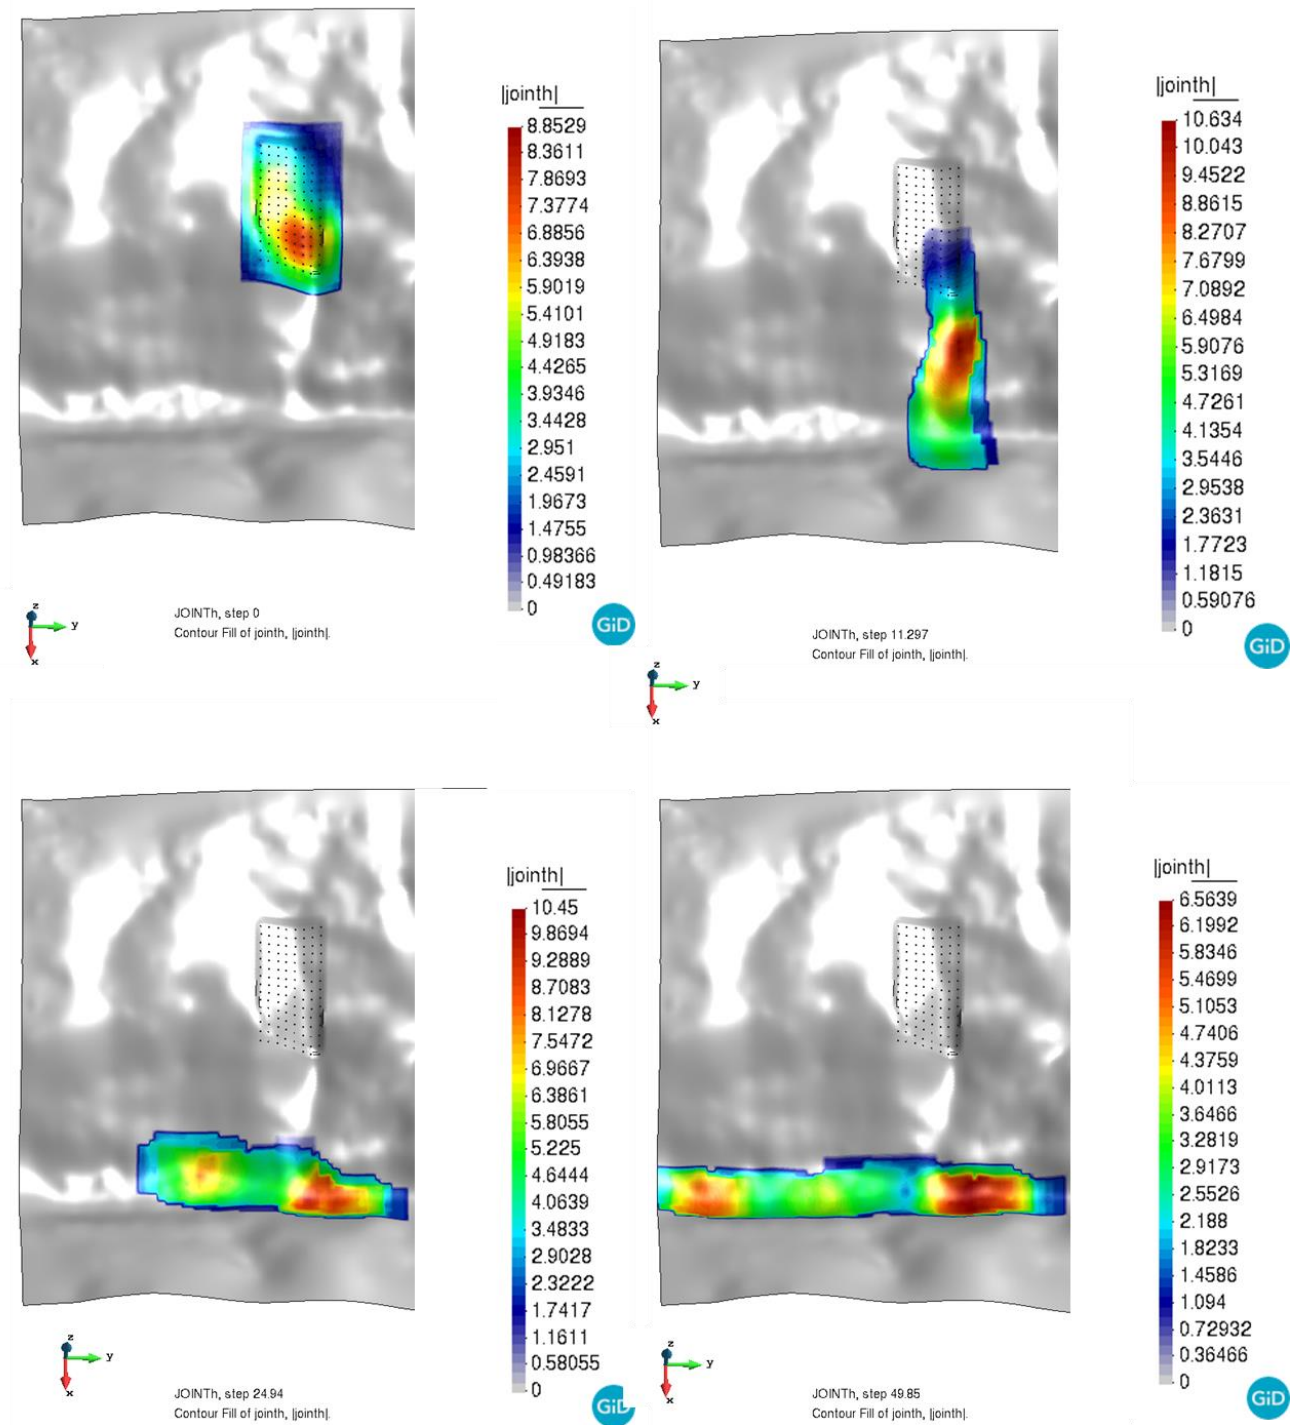 |jointh|
8.8529
8.3611
7.8693
7.3774
6.8856
6.3938
5.9019
5.4101
4.9183
4.4265
3.9346
3.4428
2.951
2.4591
1.9673
1.4755
0.98366
0.49183
0
z
y
x
JOINTh, step 0
Contour Fill of jointh, |jointh|.
GiD
|jointh|
10.634
10.043
9.4522
8.8615
8.2707
7.6799
7.0892
6.4984
5.9076
5.3169
4.7261
4.1354
3.5446
2.9538
2.3631
1.7723
1.1815
0.59076
0
z
y
x
JOINTh, step 11.297
Contour Fill of jointh, |jointh|.
GiD
|jointh|
10.45
9.8694
9.2889
8.7083
8.1278
7.5472
6.9667
6.3861
5.8055
5.225
4.6444
4.0639
3.4833
2.9028
2.3222
1.7417
1.1611
0.58055
0
z
y
x
JOINTh, step 24.94
Contour Fill of jointh, |jointh|.
GiD
|jointh|
6.5639
6.1992
5.8346
5.4699
5.1053
4.7406
4.3759
4.0113
3.6466
3.2819
2.9173
2.5526
2.188
1.8233
1.4586
1.094
0.72932
0.36466
0
z
y
x
JOINTh, step 49.85
Contour Fill of jointh, |jointh|.
GiD